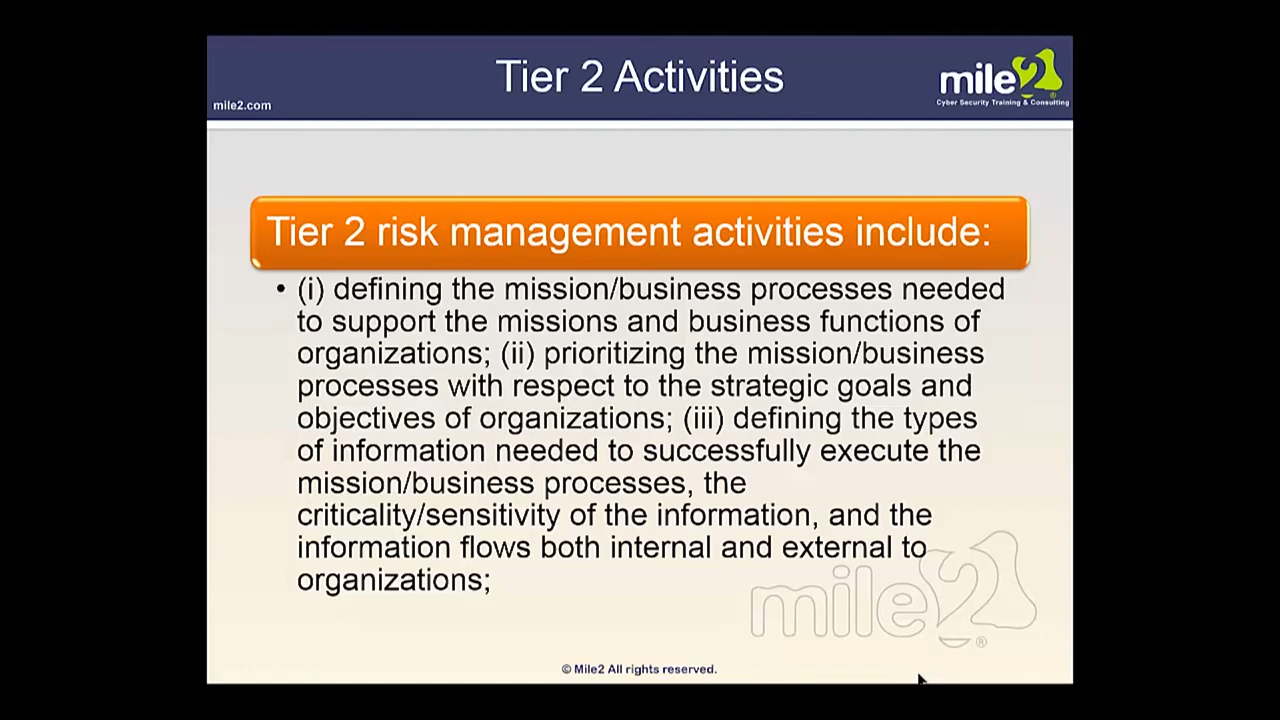 Tier 2 Activities
mile2.com
mile2®
Cyber Security Training & Consulting
Tier 2 risk management activities include:
• (i) defining the mission/business processes needed
to support the missions and business functions of
organizations; (ii) prioritizing the mission/business
processes with respect to the strategic goals and
objectives of organizations; (iii) defining the types
of information needed to successfully execute the
mission/business processes, the
criticality/sensitivity of the information, and the
information flows both internal and external to
organizations;
mile2®
© Mile2 All rights reserved.